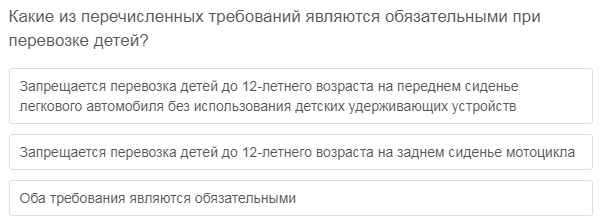 Какие из перечисленных требований являются обязательными при
перевозке детей?
Запрещается перевозка детей до 12-летнего возраста на переднем сиденье
легкового автомобиля без использования детских удерживающих устройств
Запрещается перевозка детей до 12-летнего возраста на заднем сиденье мотоцикла
Оба требования являются обязательными